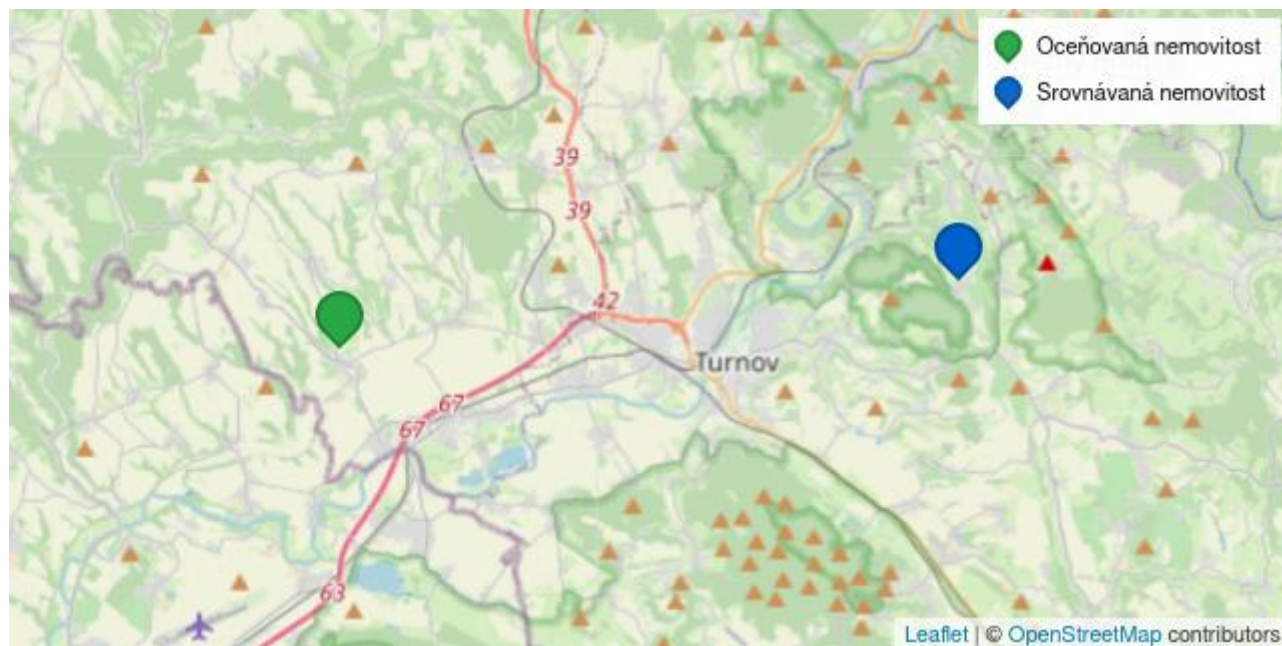 Oceňovaná nemovitost
Srovnávaná nemovitost
39
39
42
Turnov
67
67
63
Leaflet | © OpenStreetMap contributors